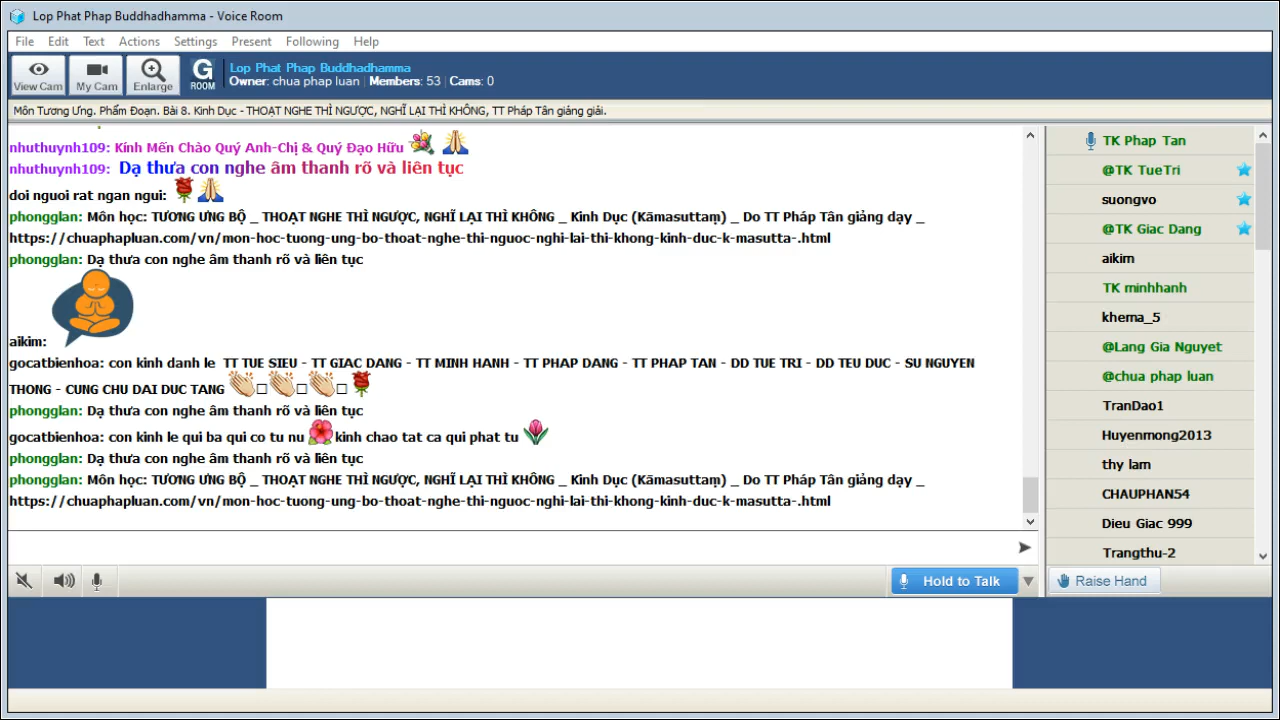 Lop Phat Phap Buddhadhamma - Voice Room
File Edit Text Actions Settings Present Following Help
View Cam My Cam Enlarge G ROOM
Lop Phat Phap Buddhadhamma
Owner: chua phap luan Members: 53 Cams: 0
Môn Tương Ưng. Phẩm Đoạn. Bài 8. Kinh Dục - THOẠT NGHE THÌ NGƯỢC, NGHĨ LẠI THÌ KHÔNG, TT Pháp Tân giảng giải.
nhuthuynh109: Kính Mến Chào Quý Anh-Chị & Quý Đạo Hữu
nhuthuynh109: Dạ thưa con nghe âm thanh rõ và liên tục
doi nguoi rat ngan ngui:
phongglan: Môn học: TƯƠNG ƯNG BỘ _ THOẠT NGHE THÌ NGƯỢC, NGHĨ LẠI THÌ KHÔNG _ Kinh Dục (Kāmasuttaṃ) _ Do TT Pháp Tân giảng dạy _
https://chuaphapluan.com/vn/mon-hoc-tuong-ung-bo-thoat-nghe-thi-nguoc-nghi-lai-thi-khong-kinh-duc-k-masutta-.html
phongglan: Dạ thưa con nghe âm thanh rõ và liên tục
aikim:
gocatbienhoa: con kinh danh le TT TUE SIEU - TT GIAC DANG - TT MINH HANH - TT PHAP DANG - TT PHAP TAN - DD TUE TRI - DD TEU DUC - SU NGUYEN
THONG - CUNG CHU DAI DUC TANG
phongglan: Dạ thưa con nghe âm thanh rõ và liên tục
gocatbienhoa: con kinh le qui ba qui co tu nu kinh chao tat ca qui phat tu
phongglan: Dạ thưa con nghe âm thanh rõ và liên tục
phongglan: Môn học: TƯƠNG ƯNG BỘ _ THOẠT NGHE THÌ NGƯỢC, NGHĨ LẠI THÌ KHÔNG _ Kinh Dục (Kāmasuttaṃ) _ Do TT Pháp Tân giảng dạy _
https://chuaphapluan.com/vn/mon-hoc-tuong-ung-bo-thoat-nghe-thi-nguoc-nghi-lai-thi-khong-kinh-duc-k-masutta-.html
TK Phap Tan
@TK TueTri
suongvo
@TK Giac Dang
aikim
TK minhhanh
khema_5
@Lang Gia Nguyet
@chua phap luan
TranDao1
Huyenmong2013
thy lam
CHAUPHAN54
Dieu Giac 999
Trangthu-2
Hold to Talk
Raise Hand